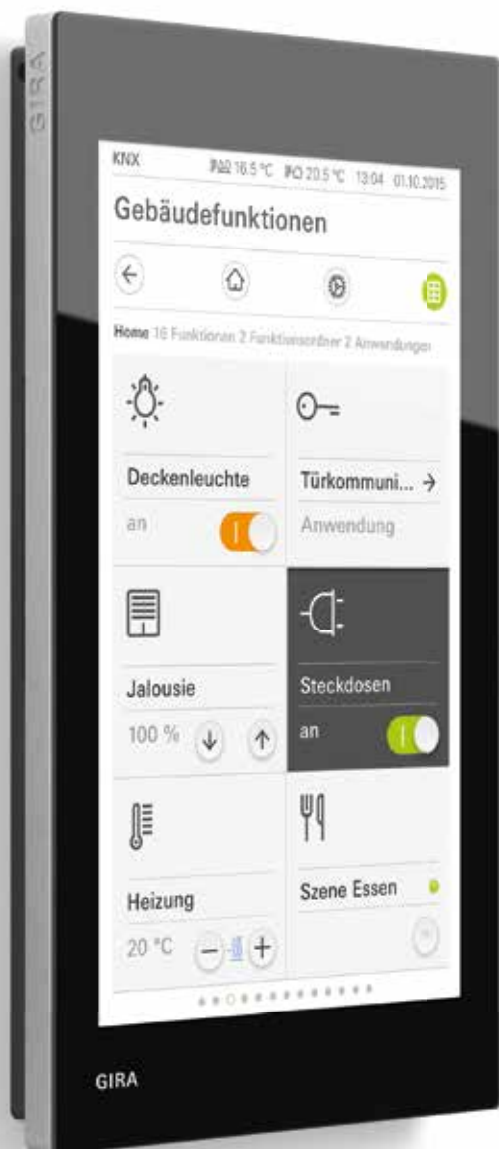 GIRA
KNX 16.5 °C 20.5 °C 13:04 01.10.2015
Gebäudefunktionen
Home 16 Funktionen 2 Funktionsordner 2 Anwendungen
Deckenleuchte
an
Türkommuni...
Anwendung
Jalousie
100 %
Steckdosen
an
Heizung
20 °C
Szene Essen
GIRA